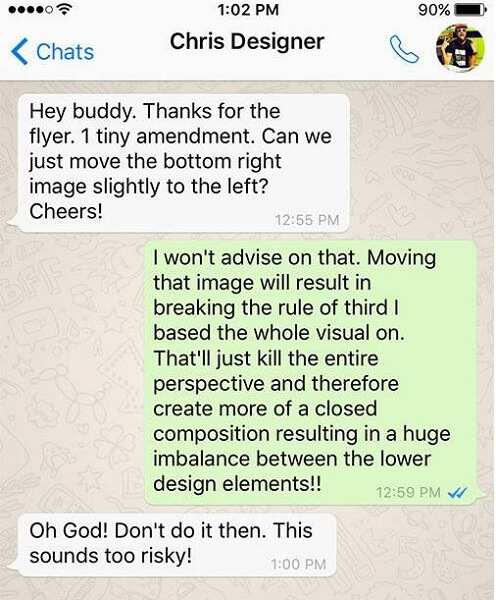 1:02 PM
90%
Chats
Chris Designer
Hey buddy. Thanks for the
flyer. 1 tiny amendment. Can we
just move the bottom right
image slightly to the left?
Cheers!
12:55 PM
I won't advise on that. Moving
that image will result in
breaking the rule of third I
based the whole visual on.
That'll just kill the entire
perspective and therefore
create more of a closed
composition resulting in a huge
imbalance between the lower
design elements!!
12:59 PM
Oh God! Don't do it then. This
sounds too risky!
1:00 PM